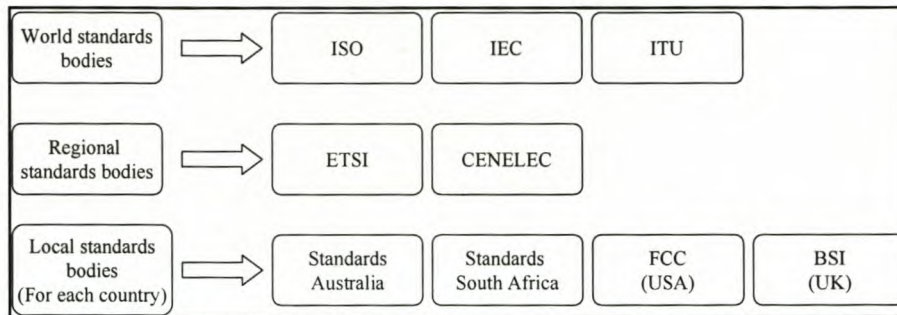 World standards
bodies
ISO
IEC
ITU
Regional
standards bodies
ETSI
CENELEC
Local standards
bodies
(For each country)
Standards
Australia
Standards
South Africa
FCC
(USA)
BSI
(UK)